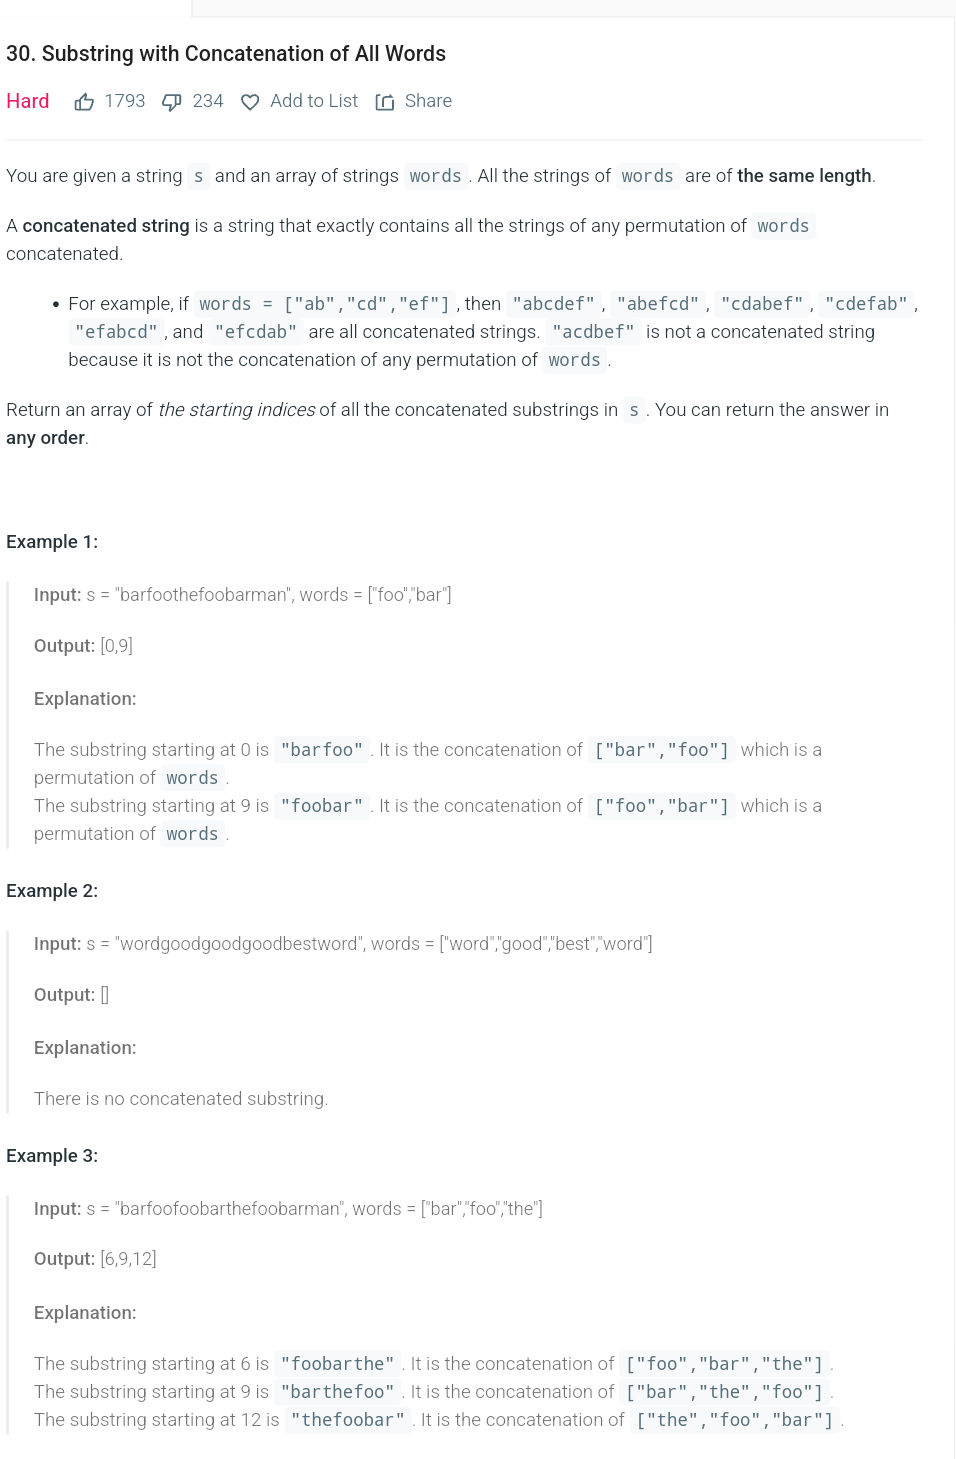 30. Substring with Concatenation of All Words
Hard 1793 234 Add to List Share
You are given a string s and an array of strings words . All the strings of words are of the same length.
A concatenated string is a string that exactly contains all the strings of any permutation of words
concatenated.
• For example, if words = ["ab","cd","ef"] , then "abcdef" , "abefcd" , "cdabef" , "cdefab" ,
"efabcd" , and "efcdab" are all concatenated strings. "acdbef" is not a concatenated string
because it is not the concatenation of any permutation of words .
Return an array of the starting indices of all the concatenated substrings in s . You can return the answer in
any order.
Example 1:
Input: s = "barfoothefoobarman", words = ["foo","bar"]
Output: [0,9]
Explanation:
The substring starting at 0 is "barfoo" . It is the concatenation of ["bar","foo"] which is a
permutation of words .
The substring starting at 9 is "foobar" . It is the concatenation of ["foo","bar"] which is a
permutation of words .
Example 2:
Input: s = "wordgoodgoodgoodbestword", words = ["word","good","best","word"]
Output: []
Explanation:
There is no concatenated substring.
Example 3:
Input: s = "barfoofoobarthefoobarman", words = ["bar","foo","the"]
Output: [6,9,12]
Explanation:
The substring starting at 6 is "foobarthe" . It is the concatenation of ["foo","bar","the"] .
The substring starting at 9 is "barthefoo" . It is the concatenation of ["bar","the","foo"] .
The substring starting at 12 is "thefoobar" . It is the concatenation of ["the","foo","bar"] .